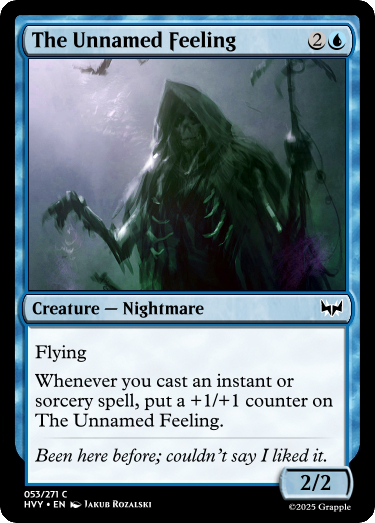 The Unnamed Feeling 2
Creature — Nightmare
Flying
Whenever you cast an instant or
sorcery spell, put a +1/+1 counter on
The Unnamed Feeling.
Been here before; couldn't say I liked it.
2/2
053/271 C
HVY • EN Jakub Rozalski
©2025 Grapple